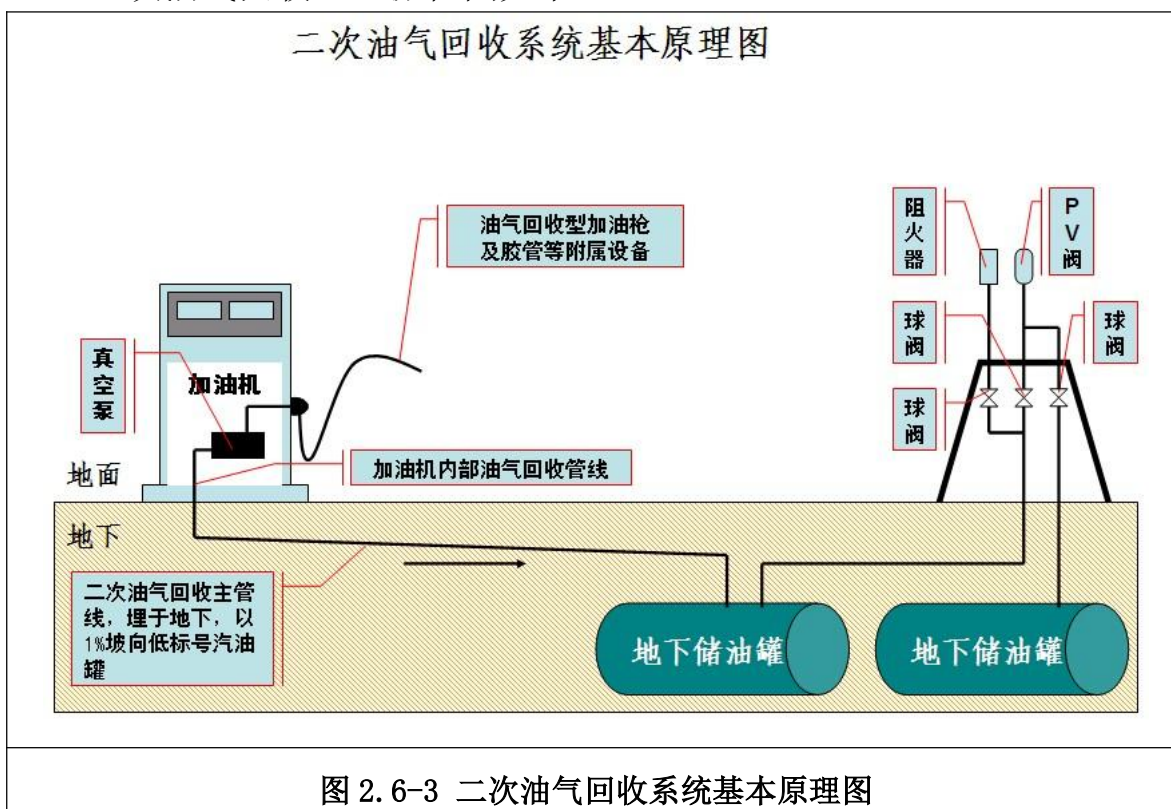 二次油气回收系统基本原理图
油气回收型加油枪
及胶管等附属设备
阻火器
PV阀
球阀
球阀
真空泵
加油机
球阀
加油机内部油气回收管线
地面
地下
二次油气回收主管
线，埋于地下，以
1%坡向低标号汽油
罐
地下储油罐
地下储油罐
图 2.6-3 二次油气回收系统基本原理图